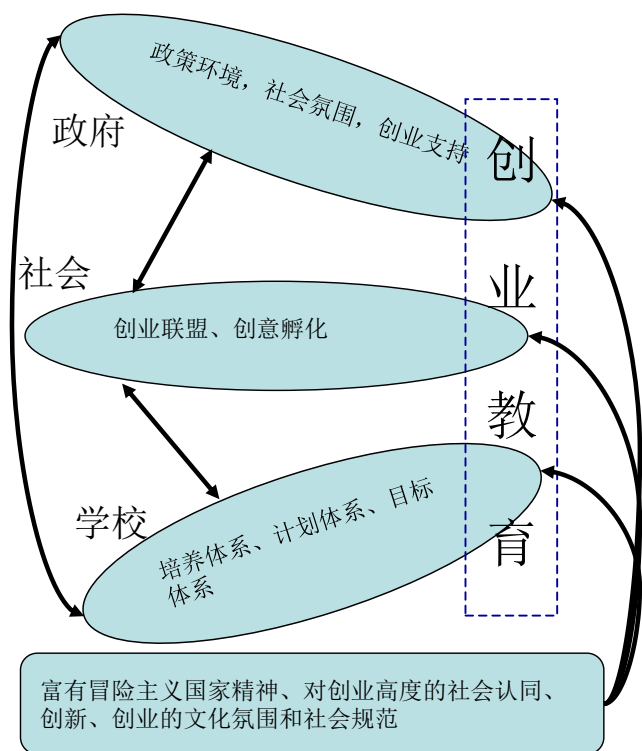 政策环境，社会氛围，创业支持
政府
创
社会
业
创业联盟、创意孵化
教
学校
培养体系、计划体系、目标
体系
育
富有冒险主义国家精神、对创业高度的社会认同、
创新、创业的文化氛围和社会规范